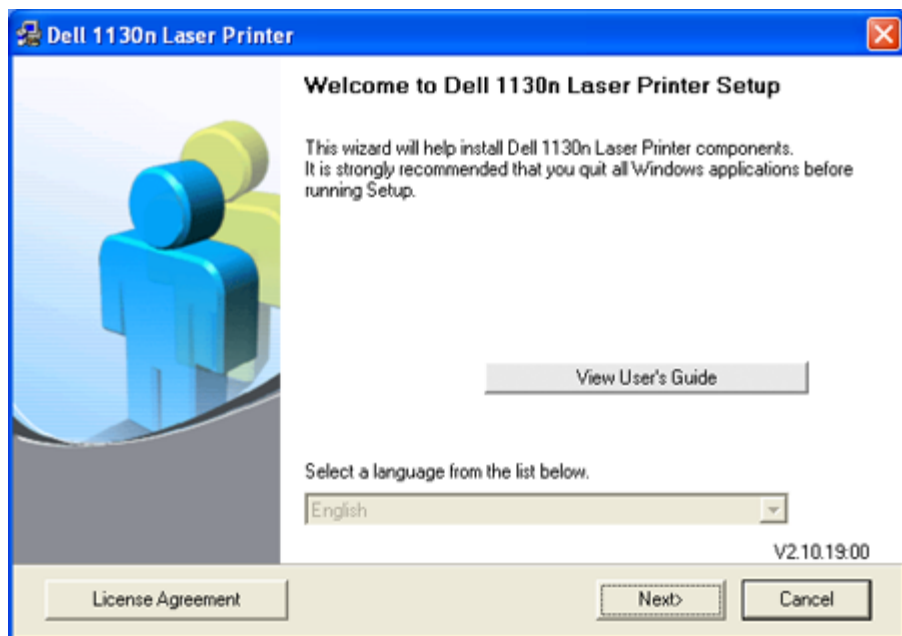 Dell 1130n Laser Printer
Welcome to Dell 1130n Laser Printer Setup
This wizard will help install Dell 1130n Laser Printer components.
It is strongly recommended that you quit all Windows applications before
running Setup.
View User's Guide
Select a language from the list below.
English
V2.10.19:00
License Agreement
Next>
Cancel